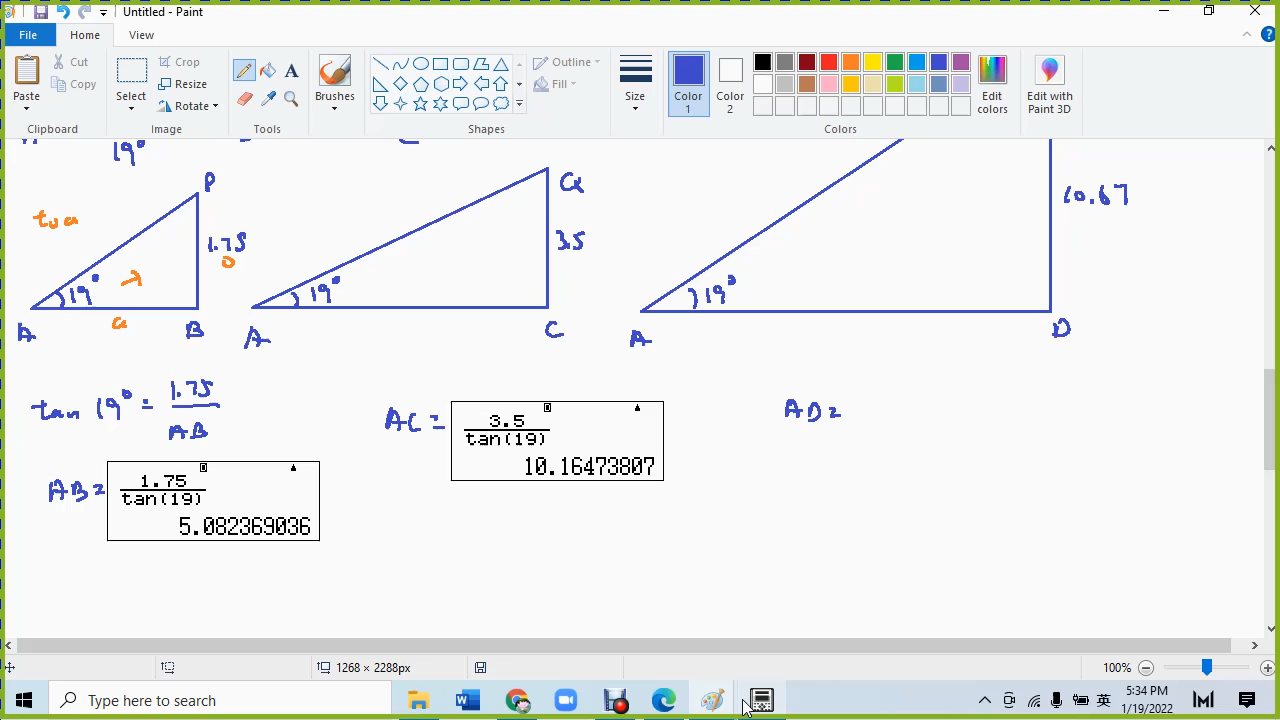 Untitled - Paint
File
Home
View
Paste
Cut
Copy
Clipboard
Select
Crop
Resize
Rotate
Image
A
Tools
Brushes
Shapes
Outline
Fill
Size
Color 1
Color 2
Edit colors
Edit with Paint 3D
Colors
19°
P
Q
10.67
1.75
3.5
o
19°
19°
19°
a
A
B
A
C
A
D
tan 19° = 1.75
AB
AC =
3.5
tan(19)
10.16473807
AD =
AB =
1.75
tan(19)
5.082369036
1268 × 2288px
100%
Type here to search
英
5:34 PM
1/19/2022